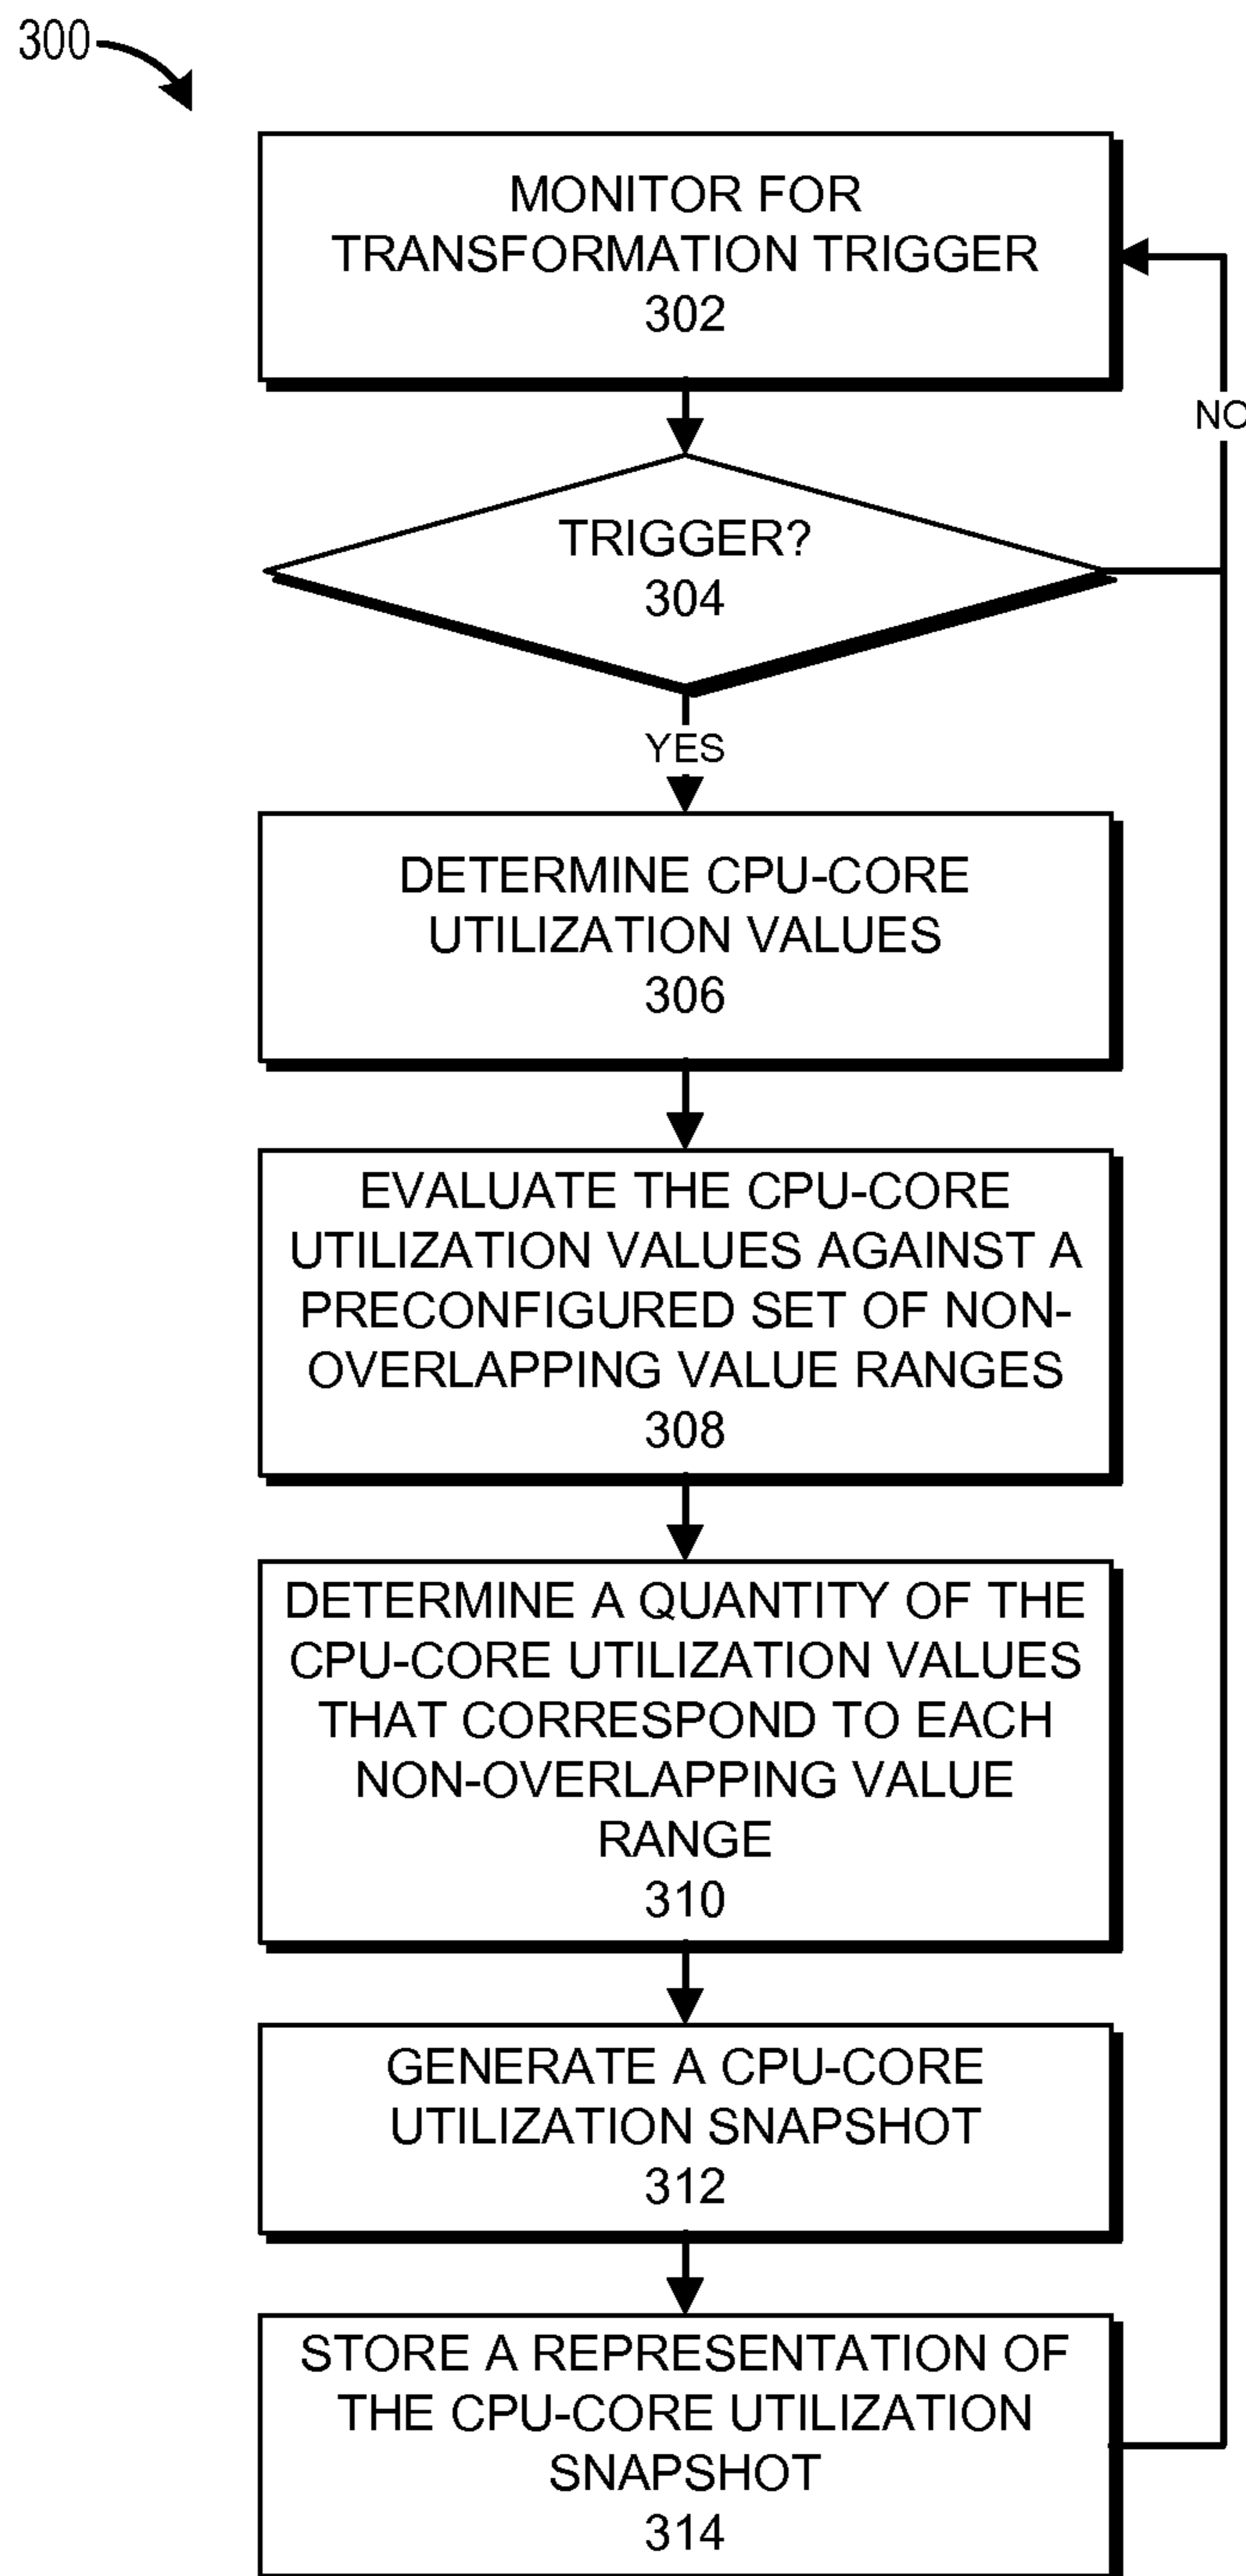 300
MONITOR FOR
TRANSFORMATION TRIGGER
302
NO
TRIGGER?
304
YES
DETERMINE CPU-CORE
UTILIZATION VALUES
306
EVALUATE THE CPU-CORE
UTILIZATION VALUES AGAINST A
PRECONFIGURED SET OF NON-
OVERLAPPING VALUE RANGES
308
DETERMINE A QUANTITY OF THE
CPU-CORE UTILIZATION VALUES
THAT CORRESPOND TO EACH
NON-OVERLAPPING VALUE
RANGE
310
GENERATE A CPU-CORE
UTILIZATION SNAPSHOT
312
STORE A REPRESENTATION OF
THE CPU-CORE UTILIZATION
SNAPSHOT
314